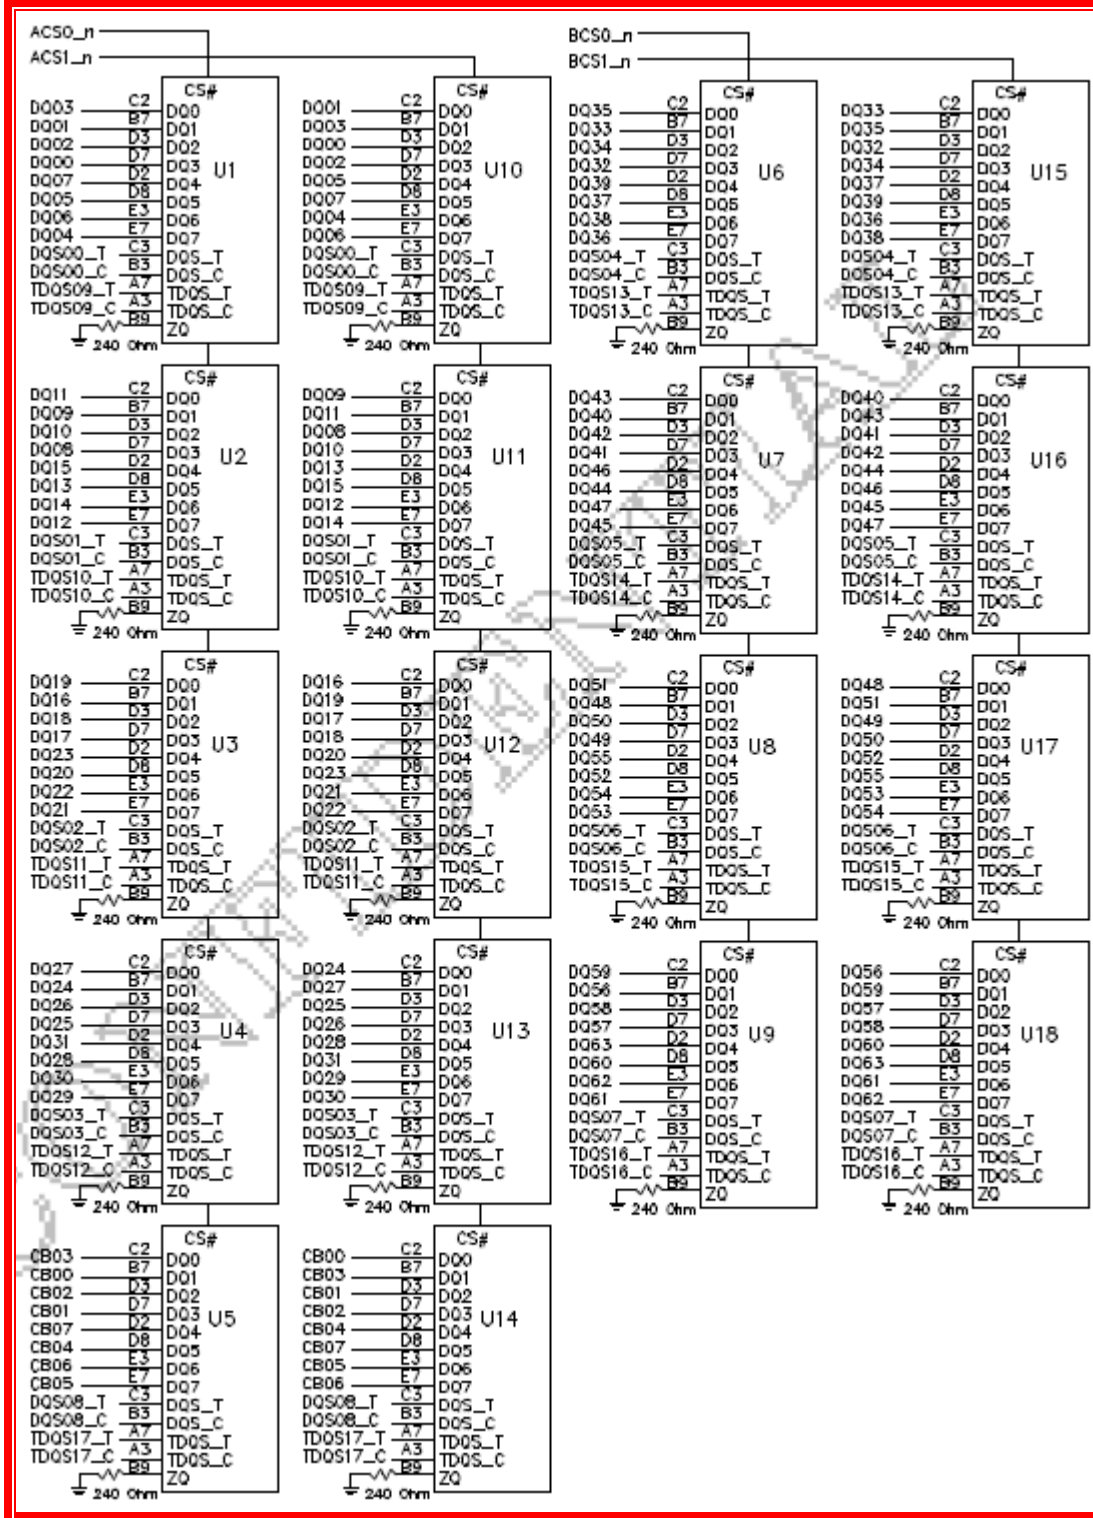 ACS0_n BCS0_n
ACS1_n BCS1_n
CS# CS# CS# CS#
DQ03 C2 DQ0 DQ01 C2 DQ0 DQ35 C2 DQ0 DQ33 C2 DQ0
DQ01 B7 DQ1 DQ03 B7 DQ1 DQ33 B7 DQ1 DQ35 B7 DQ1
DQ02 D3 DQ2 DQ00 D3 DQ2 DQ34 D3 DQ2 DQ32 D3 DQ2
DQ00 D7 DQ3 U1 DQ02 D7 DQ3 U10 DQ32 D7 DQ3 U6 DQ34 D7 DQ3 U15
DQ07 D2 DQ4 DQ05 D2 DQ4 DQ39 D2 DQ4 DQ37 D2 DQ4
DQ05 D8 DQ5 DQ07 D8 DQ5 DQ37 D8 DQ5 DQ39 D8 DQ5
DQ06 E3 DQ6 DQ04 E3 DQ6 DQ38 E3 DQ6 DQ36 E3 DQ6
DQ04 E7 DQ7 DQ06 E7 DQ7 DQ36 E7 DQ7 DQ38 E7 DQ7
DQS00_T C3 DQS_T DQS00_T C3 DQS_T DQS04_T C3 DQS_T DQS04_T C3 DQS_T
DQS00_C B3 DQS_C DQS00_C B3 DQS_C DQS04_C B3 DQS_C DQS04_C B3 DQS_C
TDQS09_T A7 TDQS_T TDQS09_T A7 TDQS_T TDQS13_T A7 TDQS_T TDQS13_T A7 TDQS_T
TDQS09_C A3 TDQS_C TDQS09_C A3 TDQS_C TDQS13_C A3 TDQS_C TDQS13_C A3 TDQS_C
B9 ZQ B9 ZQ B9 ZQ B9 ZQ
240 Ohm 240 Ohm 240 Ohm 240 Ohm
CS# CS# CS# CS#
DQ11 C2 DQ0 DQ09 C2 DQ0 DQ43 C2 DQ0 DQ40 C2 DQ0
DQ09 B7 DQ1 DQ11 B7 DQ1 DQ40 B7 DQ1 DQ43 B7 DQ1
DQ10 D3 DQ2 DQ08 D3 DQ2 DQ42 D3 DQ2 DQ41 D3 DQ2
DQ08 D7 DQ3 U2 DQ10 D7 DQ3 U11 DQ41 D7 DQ3 U7 DQ42 D7 DQ3 U16
DQ15 D2 DQ4 DQ13 D2 DQ4 DQ46 D2 DQ4 DQ44 D2 DQ4
DQ13 D8 DQ5 DQ15 D8 DQ5 DQ44 D8 DQ5 DQ46 D8 DQ5
DQ14 E3 DQ6 DQ12 E3 DQ6 DQ47 E3 DQ6 DQ45 E3 DQ6
DQ12 E7 DQ7 DQ14 E7 DQ7 DQ45 E7 DQ7 DQ47 E7 DQ7
DQS01_T C3 DQS_T DQS01_T C3 DQS_T DQS05_T C3 DQS_T DQS05_T C3 DQS_T
DQS01_C B3 DQS_C DQS01_C B3 DQS_C DQS05_C B3 DQS_C DQS05_C B3 DQS_C
TDQS10_T A7 TDQS_T TDQS10_T A7 TDQS_T TDQS14_T A7 TDQS_T TDQS14_T A7 TDQS_T
TDQS10_C A3 TDQS_C TDQS10_C A3 TDQS_C TDQS14_C A3 TDQS_C TDQS14_C A3 TDQS_C
B9 ZQ B9 ZQ B9 ZQ B9 ZQ
240 Ohm 240 Ohm 240 Ohm 240 Ohm
CS# CS# CS# CS#
DQ19 C2 DQ0 DQ16 C2 DQ0 DQ51 C2 DQ0 DQ48 C2 DQ0
DQ16 B7 DQ1 DQ19 B7 DQ1 DQ48 B7 DQ1 DQ51 B7 DQ1
DQ18 D3 DQ2 DQ17 D3 DQ2 DQ50 D3 DQ2 DQ49 D3 DQ2
DQ17 D7 DQ3 U3 DQ18 D7 DQ3 U12 DQ49 D7 DQ3 U8 DQ50 D7 DQ3 U17
DQ23 D2 DQ4 DQ20 D2 DQ4 DQ55 D2 DQ4 DQ52 D2 DQ4
DQ20 D8 DQ5 DQ23 D8 DQ5 DQ52 D8 DQ5 DQ55 D8 DQ5
DQ22 E3 DQ6 DQ21 E3 DQ6 DQ54 E3 DQ6 DQ53 E3 DQ6
DQ21 E7 DQ7 DQ22 E7 DQ7 DQ53 E7 DQ7 DQ54 E7 DQ7
DQS02_T C3 DQS_T DQS02_T C3 DQS_T DQS06_T C3 DQS_T DQS06_T C3 DQS_T
DQS02_C B3 DQS_C DQS02_C B3 DQS_C DQS06_C B3 DQS_C DQS06_C B3 DQS_C
TDQS11_T A7 TDQS_T TDQS11_T A7 TDQS_T TDQS15_T A7 TDQS_T TDQS15_T A7 TDQS_T
TDQS11_C A3 TDQS_C TDQS11_C A3 TDQS_C TDQS15_C A3 TDQS_C TDQS15_C A3 TDQS_C
B9 ZQ B9 ZQ B9 ZQ B9 ZQ
240 Ohm 240 Ohm 240 Ohm 240 Ohm
CS# CS# CS# CS#
DQ27 C2 DQ0 DQ24 C2 DQ0 DQ59 C2 DQ0 DQ56 C2 DQ0
DQ24 B7 DQ1 DQ27 B7 DQ1 DQ56 B7 DQ1 DQ59 B7 DQ1
DQ26 D3 DQ2 DQ25 D3 DQ2 DQ58 D3 DQ2 DQ57 D3 DQ2
DQ25 D7 DQ3 U4 DQ26 D7 DQ3 U13 DQ57 D7 DQ3 U9 DQ58 D7 DQ3 U18
DQ31 D2 DQ4 DQ28 D2 DQ4 DQ63 D2 DQ4 DQ60 D2 DQ4
DQ28 D8 DQ5 DQ31 D8 DQ5 DQ60 D8 DQ5 DQ63 D8 DQ5
DQ30 E3 DQ6 DQ29 E3 DQ6 DQ62 E3 DQ6 DQ61 E3 DQ6
DQ29 E7 DQ7 DQ30 E7 DQ7 DQ61 E7 DQ7 DQ62 E7 DQ7
DQS03_T C3 DQS_T DQS03_T C3 DQS_T DQS07_T C3 DQS_T DQS07_T C3 DQS_T
DQS03_C B3 DQS_C DQS03_C B3 DQS_C DQS07_C B3 DQS_C DQS07_C B3 DQS_C
TDQS12_T A7 TDQS_T TDQS12_T A7 TDQS_T TDQS16_T A7 TDQS_T TDQS16_T A7 TDQS_T
TDQS12_C A3 TDQS_C TDQS12_C A3 TDQS_C TDQS16_C A3 TDQS_C TDQS16_C A3 TDQS_C
B9 ZQ B9 ZQ B9 ZQ B9 ZQ
240 Ohm 240 Ohm 240 Ohm 240 Ohm
CS# CS#
CB03 C2 DQ0 CB00 C2 DQ0
CB00 B7 DQ1 CB03 B7 DQ1
CB02 D3 DQ2 CB01 D3 DQ2
CB01 D7 DQ3 U5 CB02 D7 DQ3 U14
CB07 D2 DQ4 CB04 D2 DQ4
CB04 D8 DQ5 CB07 D8 DQ5
CB06 E3 DQ6 CB05 E3 DQ6
CB05 E7 DQ7 CB06 E7 DQ7
DQS08_T C3 DQS_T DQS08_T C3 DQS_T
DQS08_C B3 DQS_C DQS08_C B3 DQS_C
TDQS17_T A7 TDQS_T TDQS17_T A7 TDQS_T
TDQS17_C A3 TDQS_C TDQS17_C A3 TDQS_C
B9 ZQ B9 ZQ
240 Ohm 240 Ohm
CONFIDENTIAL